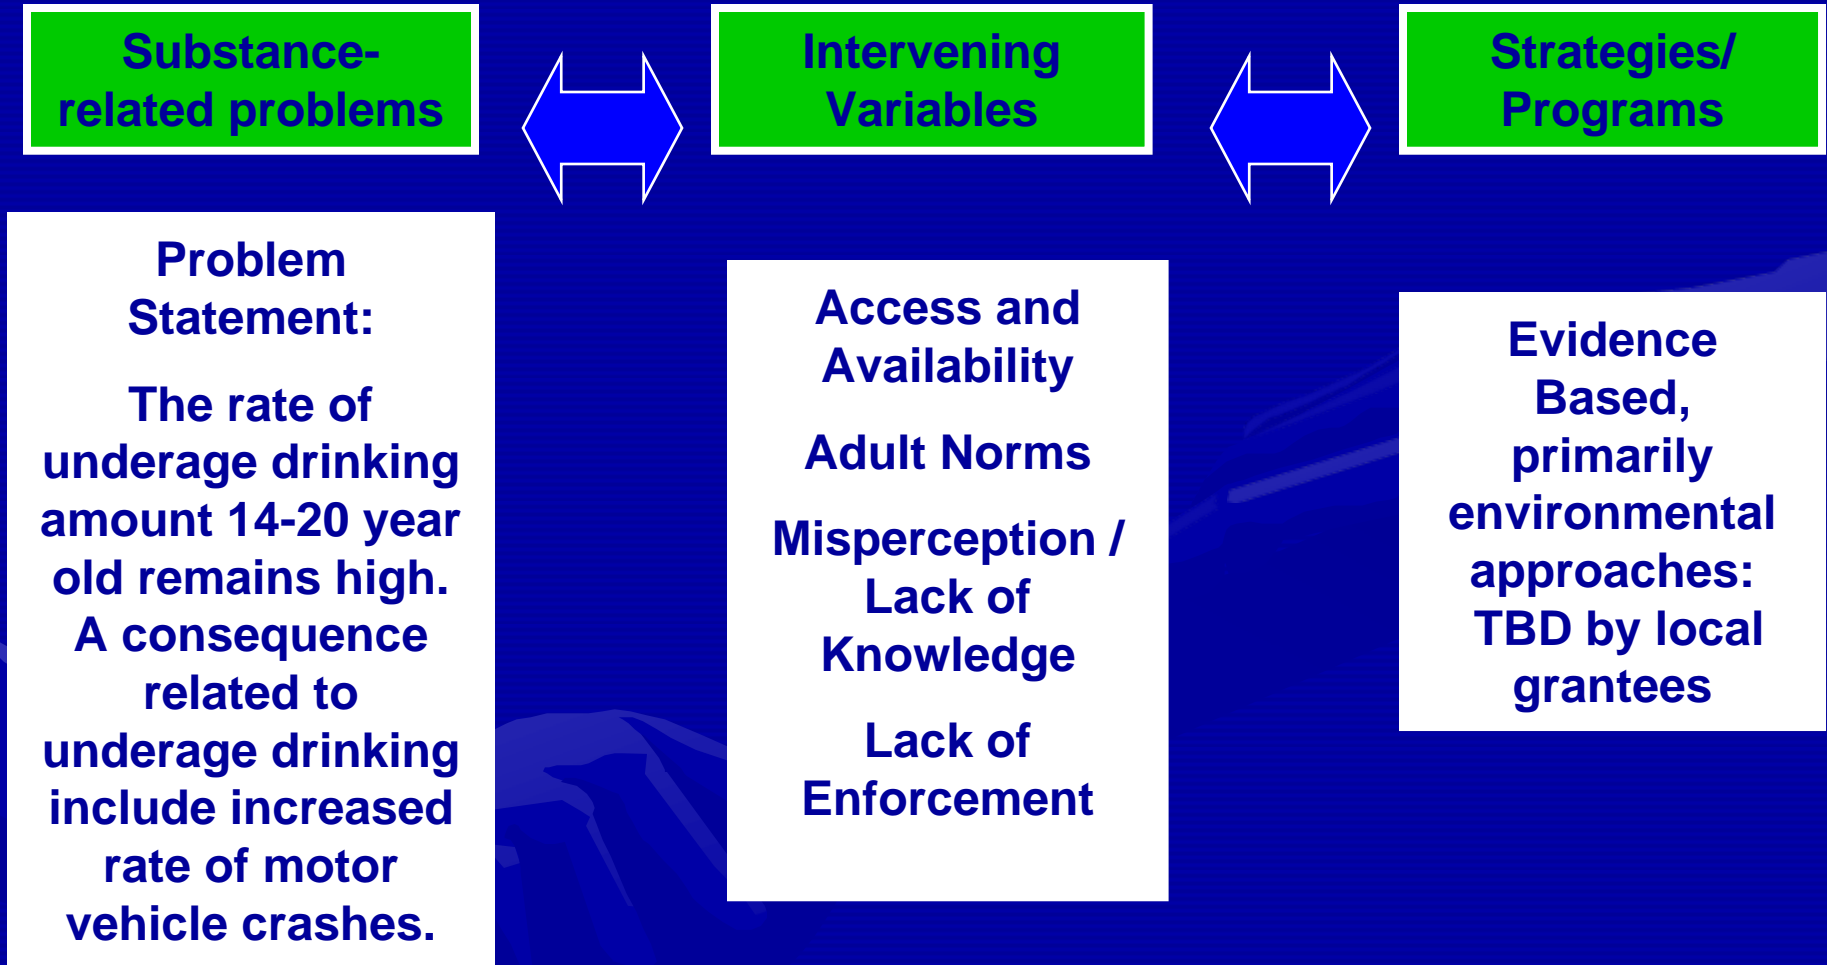 Substance-
related problems
Intervening
Variables
Strategies/
Programs
Problem
Statement:
The rate of
underage drinking
amount 14-20 year
old remains high.
A consequence
related to
underage drinking
include increased
rate of motor
vehicle crashes.
Access and
Availability
Adult Norms
Misperception /
Lack of
Knowledge
Lack of
Enforcement
Evidence
Based,
primarily
environmental
approaches:
TBD by local
grantees